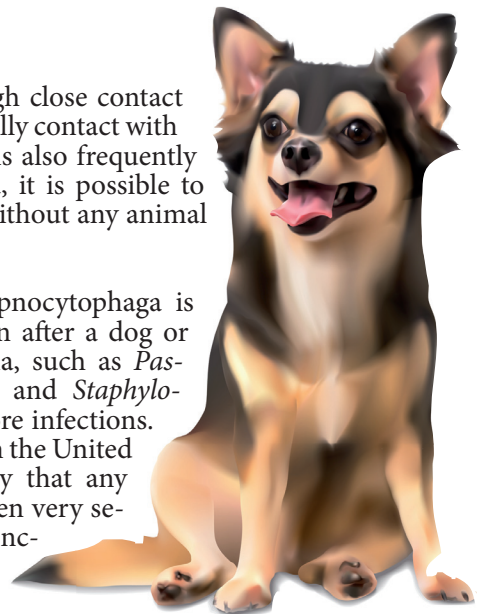 gh close contact
lly contact with
is also frequently
, it is possible to
ithout any animal
pnocytophaga is
n after a dog or
a, such as Pas-
and Staphylo-
re infections.
n the United
y that any
en very se-
nc-